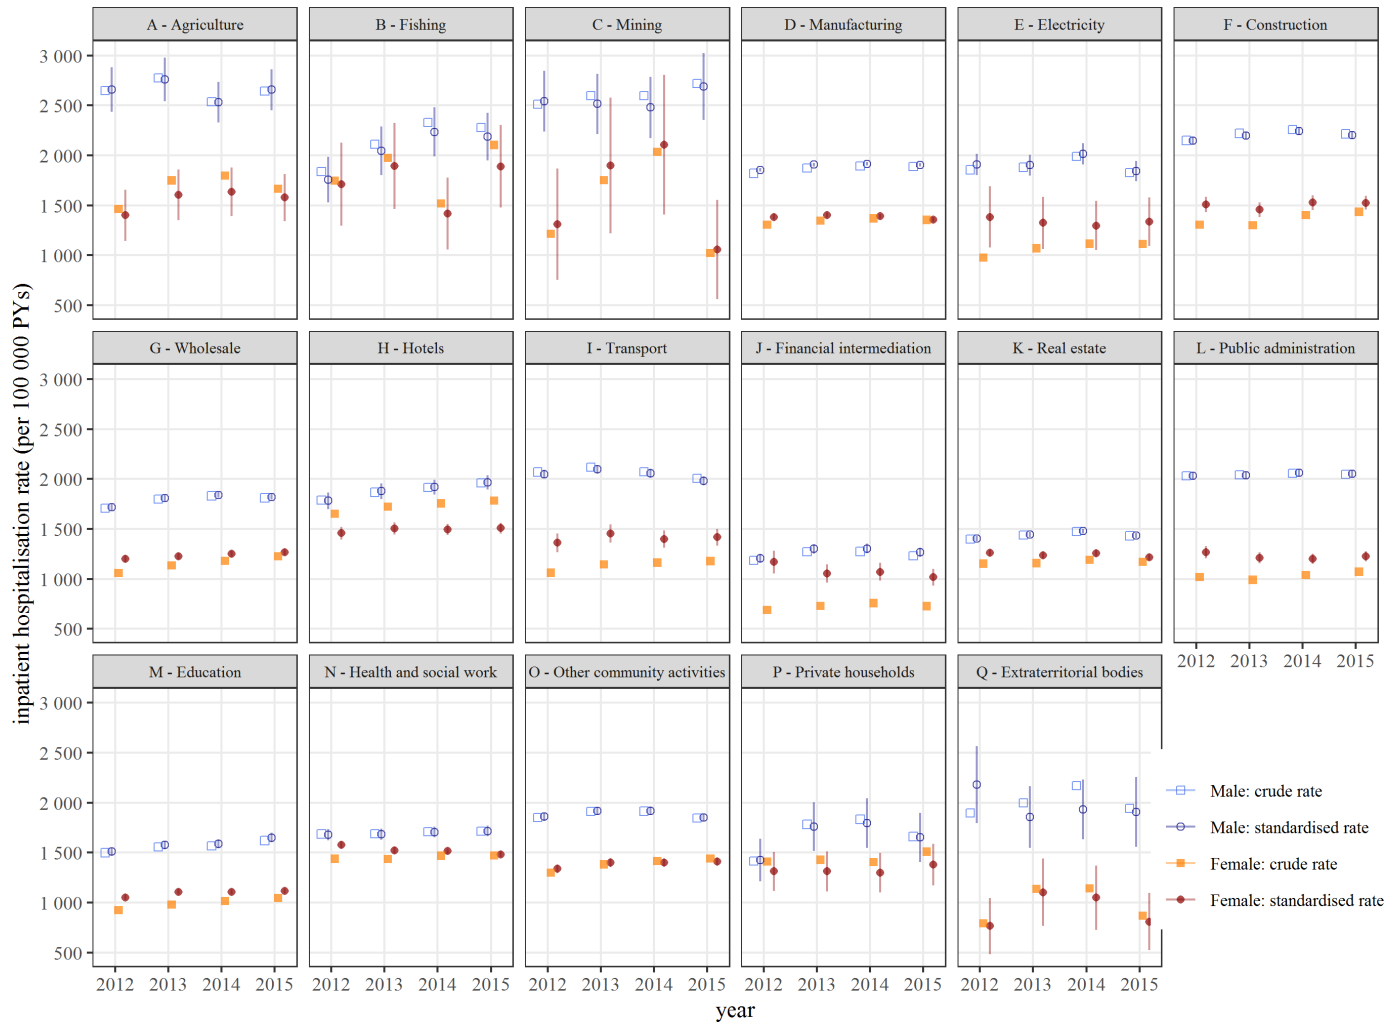 A - Agriculture
B - Fishing
C - Mining
D - Manufacturing
E - Electricity
F - Construction
3 000
2 500
2 000
1 500
1 000
500
G - Wholesale
H - Hotels
I - Transport
J - Financial intermediation
K - Real estate
L - Public administration
3 000
2 500
2 000
1 500
1 000
500
2012 2013 2014 2015
M - Education
N - Health and social work
O - Other community activities
P - Private households
Q - Extraterritorial bodies
3 000
2 500
2 000
1 500
1 000
500
2012 2013 2014 2015
2012 2013 2014 2015
2012 2013 2014 2015
2012 2013 2014 2015
2012 2013 2014 2015
inpatient hospitalisation rate (per 100 000 PYs)
year
Male: crude rate
Male: standardised rate
Female: crude rate
Female: standardised rate